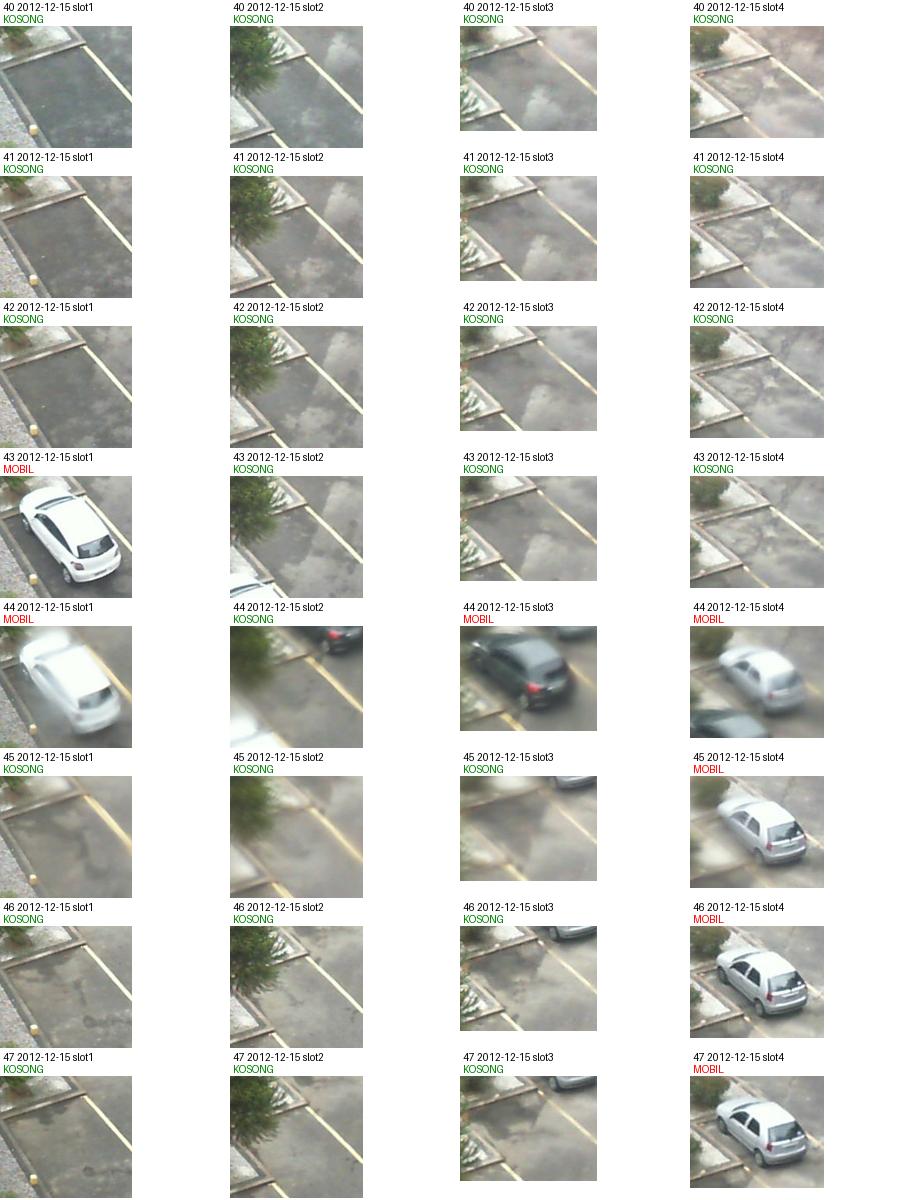 40 2012-12-15 slot1
KOSONG
40 2012-12-15 slot2
KOSONG
40 2012-12-15 slot3
KOSONG
40 2012-12-15 slot4
KOSONG
41 2012-12-15 slot1
KOSONG
41 2012-12-15 slot2
KOSONG
41 2012-12-15 slot3
KOSONG
41 2012-12-15 slot4
KOSONG
42 2012-12-15 slot1
KOSONG
42 2012-12-15 slot2
KOSONG
42 2012-12-15 slot3
KOSONG
42 2012-12-15 slot4
KOSONG
43 2012-12-15 slot1
MOBIL
43 2012-12-15 slot2
KOSONG
43 2012-12-15 slot3
KOSONG
43 2012-12-15 slot4
KOSONG
44 2012-12-15 slot1
MOBIL
44 2012-12-15 slot2
KOSONG
44 2012-12-15 slot3
MOBIL
44 2012-12-15 slot4
MOBIL
45 2012-12-15 slot1
KOSONG
45 2012-12-15 slot2
KOSONG
45 2012-12-15 slot3
KOSONG
45 2012-12-15 slot4
MOBIL
46 2012-12-15 slot1
KOSONG
46 2012-12-15 slot2
KOSONG
46 2012-12-15 slot3
KOSONG
46 2012-12-15 slot4
MOBIL
47 2012-12-15 slot1
KOSONG
47 2012-12-15 slot2
KOSONG
47 2012-12-15 slot3
KOSONG
47 2012-12-15 slot4
MOBIL